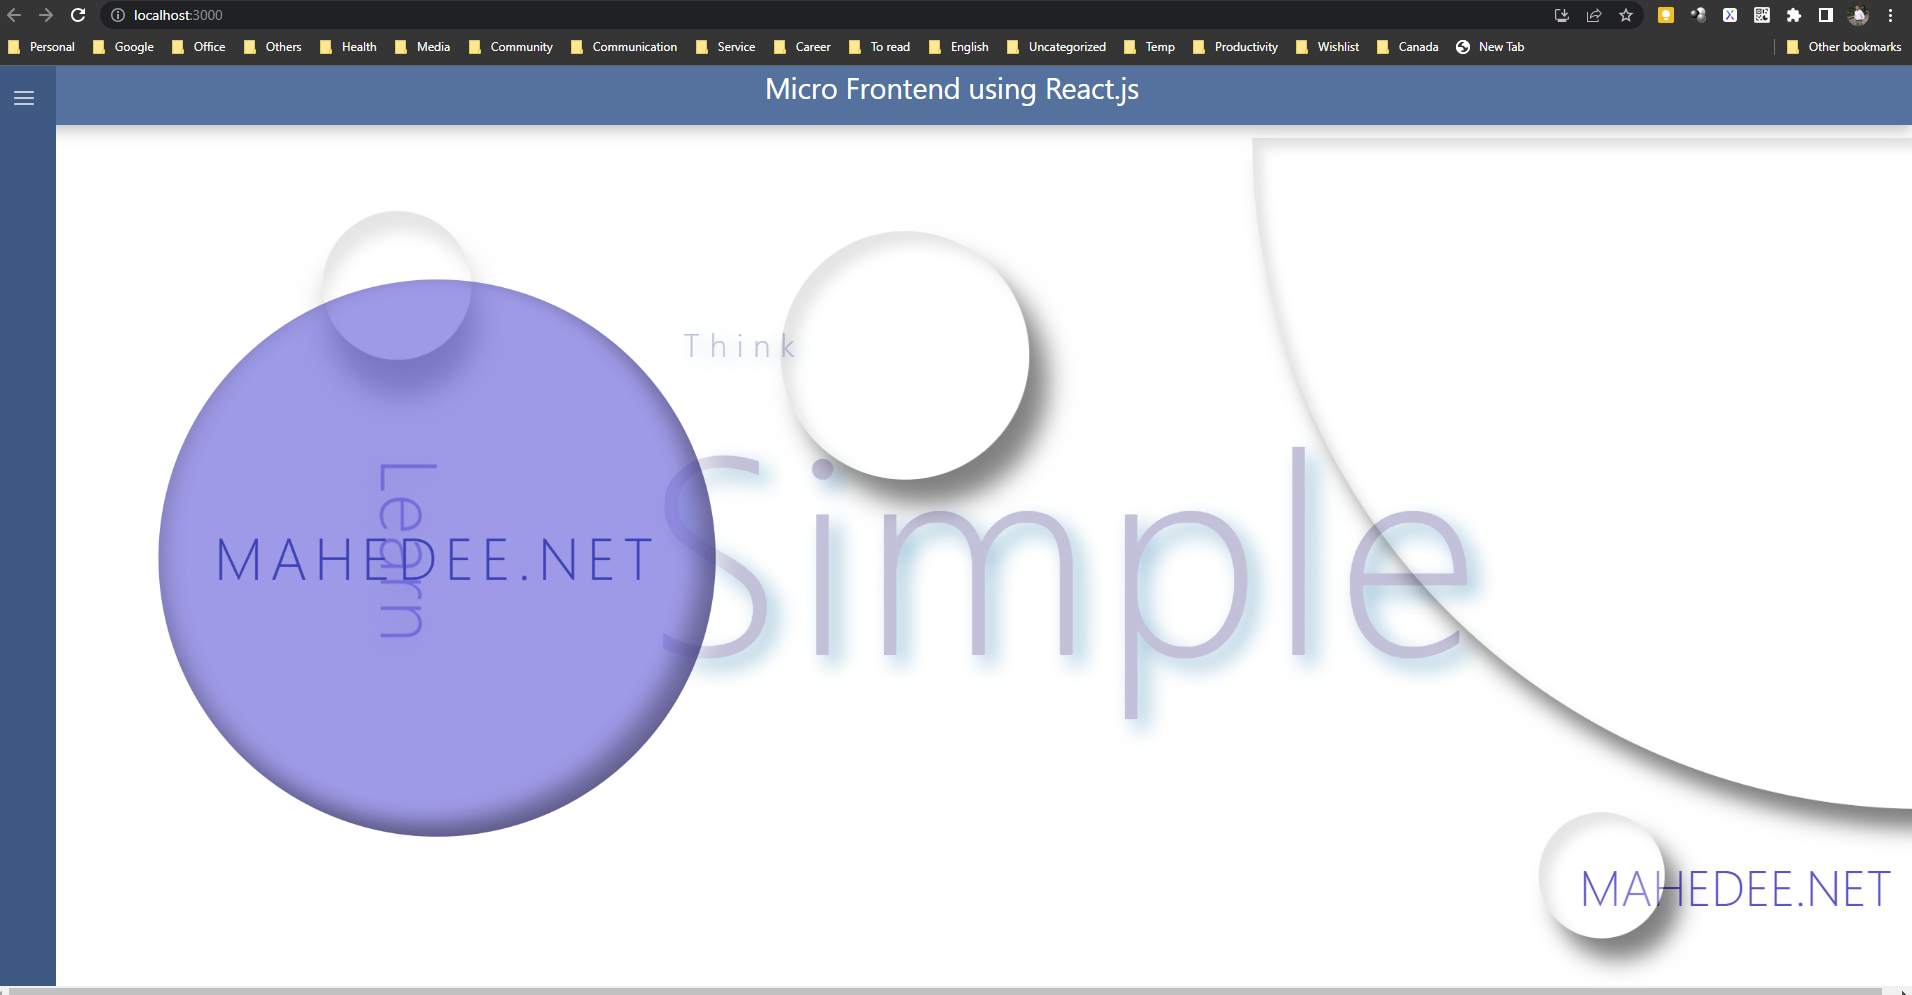 localhost:3000
Personal Google Office Others Health Media Community Communication Service Career To read English Uncategorized Temp Productivity Wishlist Canada New Tab Other bookmarks
Micro Frontend using React.js
Think
Simple
Learn
MAHEDEE.NET
MAHEDEE.NET